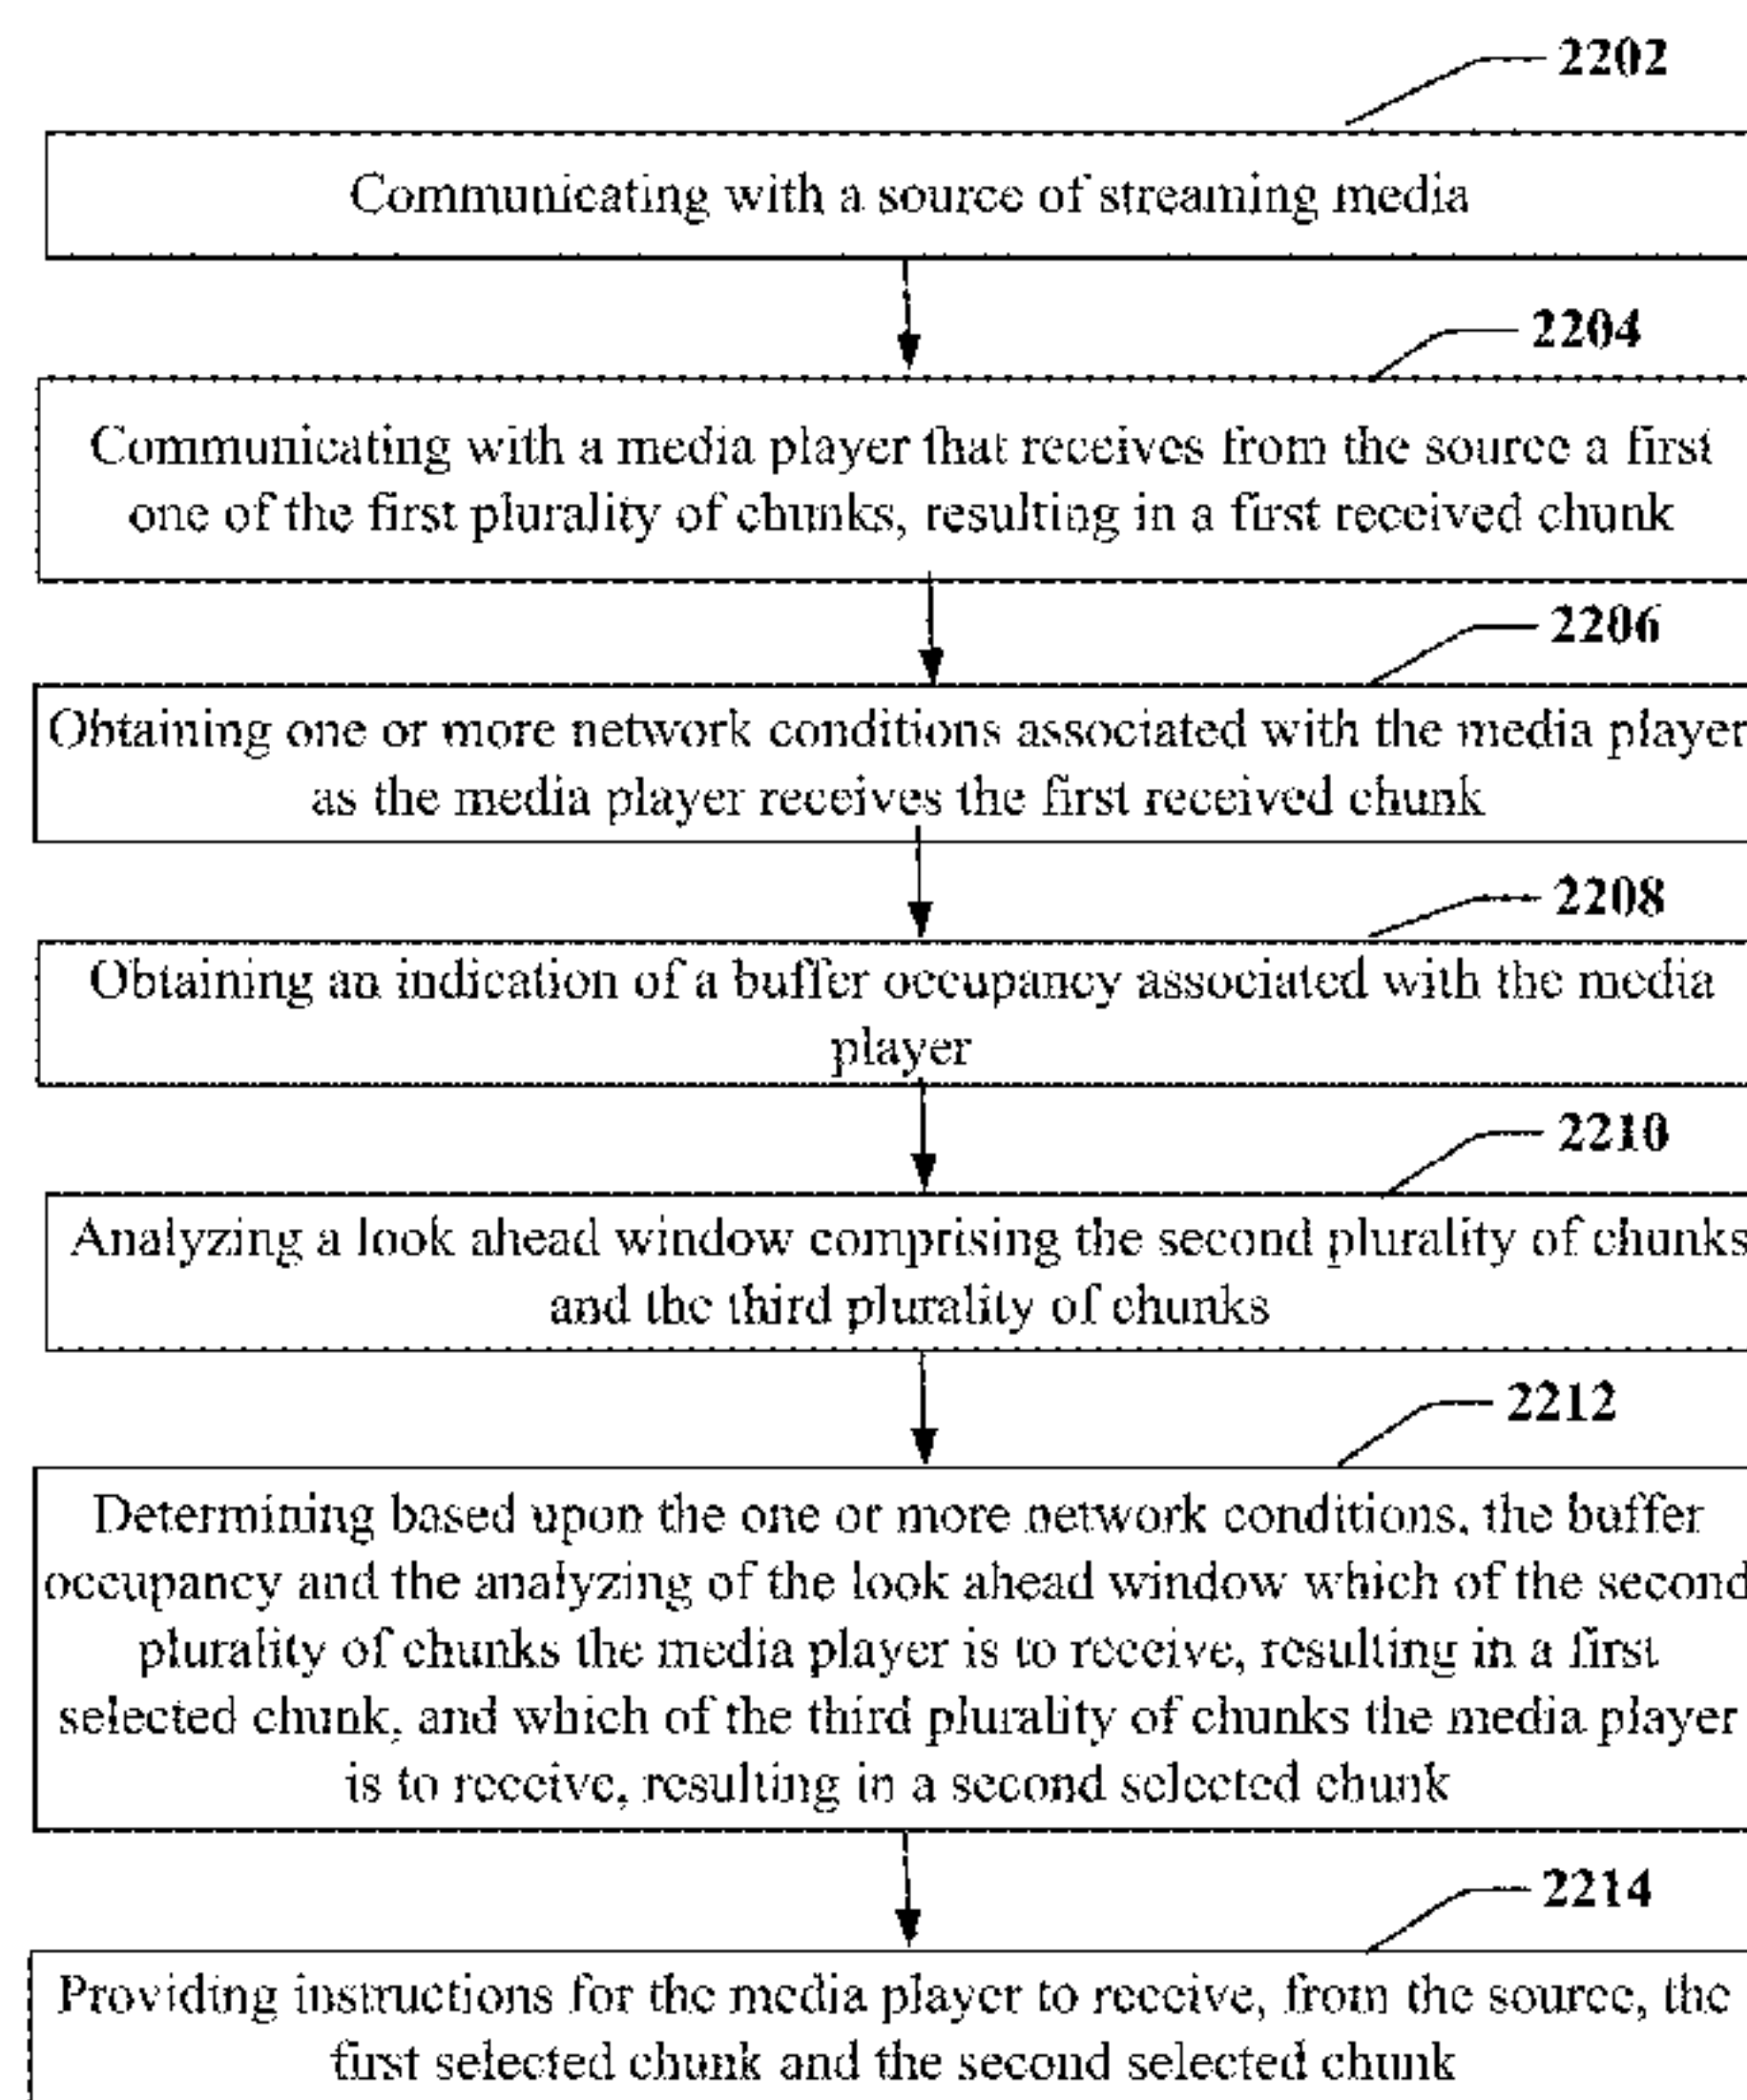 2202
Communicating with a source of streaming media
2204
Communicating with a media player that receives from the source a first
one of the first plurality of chunks, resulting in a first received chunk
2206
Obtaining one or more network conditions associated with the media player
as the media player receives the first received chunk
2208
Obtaining an indication of a buffer occupancy associated with the media
player
2210
Analyzing a look ahead window comprising the second plurality of chunks
and the third plurality of chunks
2212
Determining based upon the one or more network conditions, the buffer
occupancy and the analyzing of the look ahead window which of the second
plurality of chunks the media player is to receive, resulting in a first
selected chunk, and which of the third plurality of chunks the media player
is to receive, resulting in a second selected chunk
2214
Providing instructions for the media player to receive, from the source, the
first selected chunk and the second selected chunk